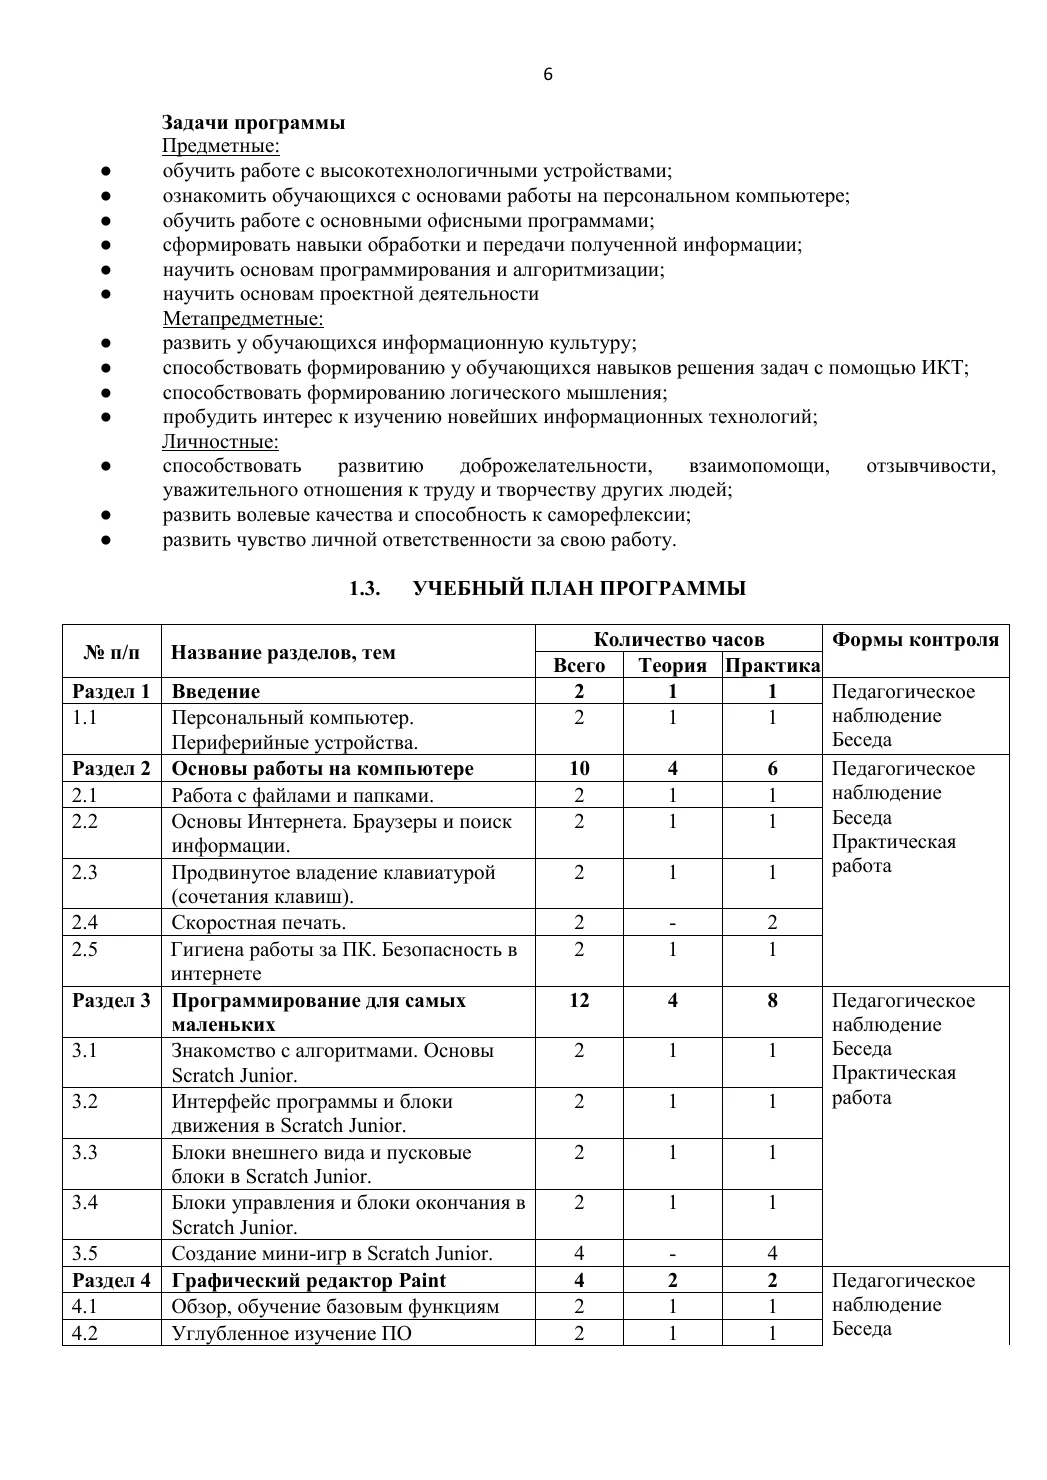 6
Задачи программы
Предметные:
● обучить работе с высокотехнологичными устройствами;
● ознакомить обучающихся с основами работы на персональном компьютере;
● обучить работе с основными офисными программами;
● сформировать навыки обработки и передачи полученной информации;
● научить основам программирования и алгоритмизации;
● научить основам проектной деятельности
Метапредметные:
● развить у обучающихся информационную культуру;
● способствовать формированию у обучающихся навыков решения задач с помощью ИКТ;
● способствовать формированию логического мышления;
● пробудить интерес к изучению новейших информационных технологий;
Личностные:
● способствовать развитию доброжелательности, взаимопомощи, отзывчивости,
уважительного отношения к труду и творчеству других людей;
● развить волевые качества и способность к саморефлексии;
● развить чувство личной ответственности за свою работу.
1.3. УЧЕБНЫЙ ПЛАН ПРОГРАММЫ
№ п/п Название разделов, тем Количество часов Формы контроля
Всего Теория Практика
Раздел 1 Введение 2 1 1 Педагогическое
1.1 Персональный компьютер. 2 1 1 наблюдение
Периферийные устройства. Беседа
Раздел 2 Основы работы на компьютере 10 4 6 Педагогическое
2.1 Работа с файлами и папками. 2 1 1 наблюдение
2.2 Основы Интернета. Браузеры и поиск 2 1 1 Беседа
информации. Практическая
2.3 Продвинутое владение клавиатурой 2 1 1 работа
(сочетания клавиш).
2.4 Скоростная печать. 2 - 2
2.5 Гигиена работы за ПК. Безопасность в 2 1 1
интернете
Раздел 3 Программирование для самых 12 4 8 Педагогическое
маленьких наблюдение
3.1 Знакомство с алгоритмами. Основы 2 1 1 Беседа
Scratch Junior. Практическая
3.2 Интерфейс программы и блоки 2 1 1 работа
движения в Scratch Junior.
3.3 Блоки внешнего вида и пусковые 2 1 1
блоки в Scratch Junior.
3.4 Блоки управления и блоки окончания в 2 1 1
Scratch Junior.
3.5 Создание мини-игр в Scratch Junior. 4 - 4
Раздел 4 Графический редактор Paint 4 2 2 Педагогическое
4.1 Обзор, обучение базовым функциям 2 1 1 наблюдение
4.2 Углубленное изучение ПО 2 1 1 Беседа